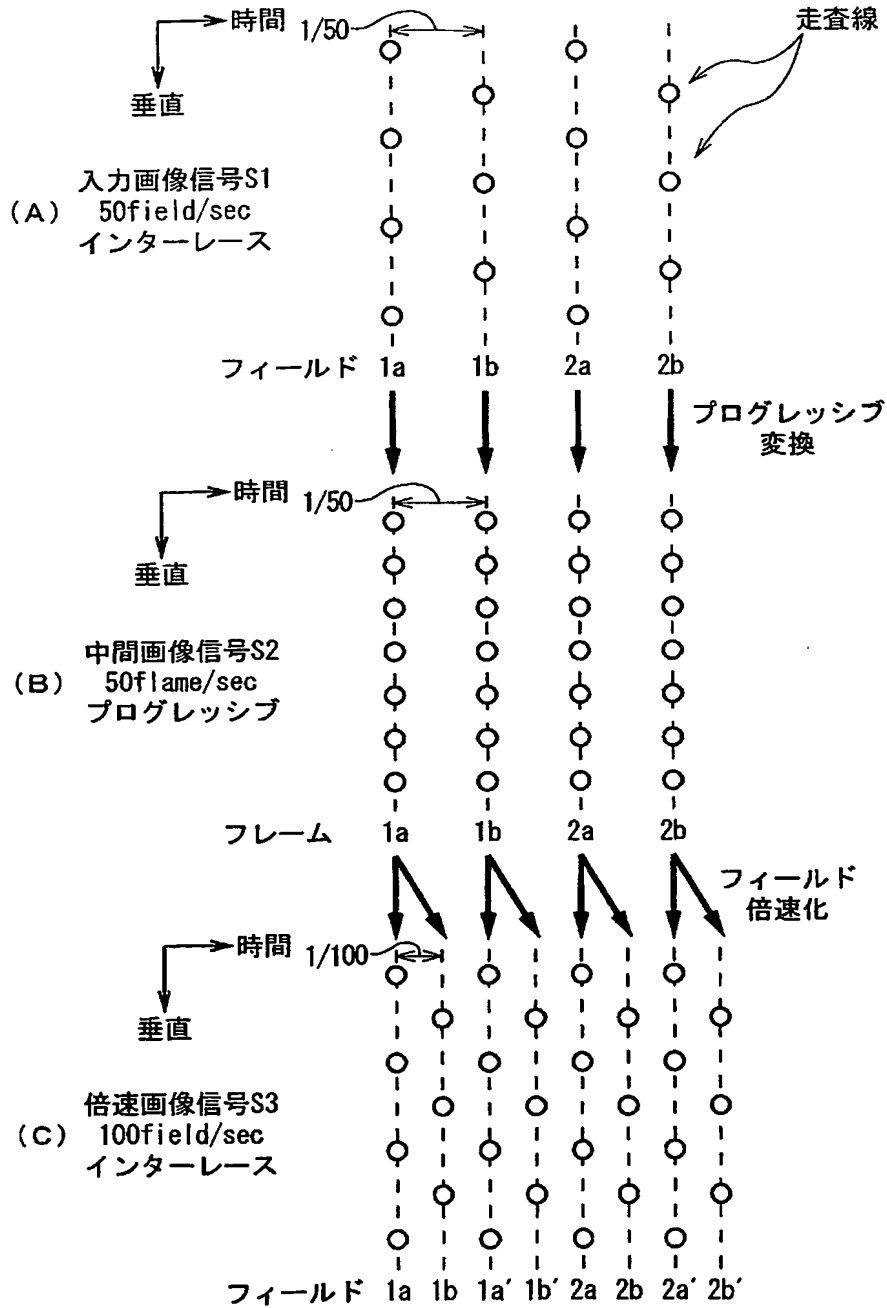 時間 1/50
走査線
垂直
入力画像信号S1
(A) 50field/sec
インターレース
フィールド 1a 1b 2a 2b
プログレッシブ
変換
時間 1/50
垂直
中間画像信号S2
(B) 50flame/sec
プログレッシブ
フレーム 1a 1b 2a 2b
フィールド
倍速化
時間 1/100
垂直
倍速画像信号S3
(C) 100field/sec
インターレース
フィールド 1a 1b 1a′ 1b′ 2a 2b 2a′ 2b′